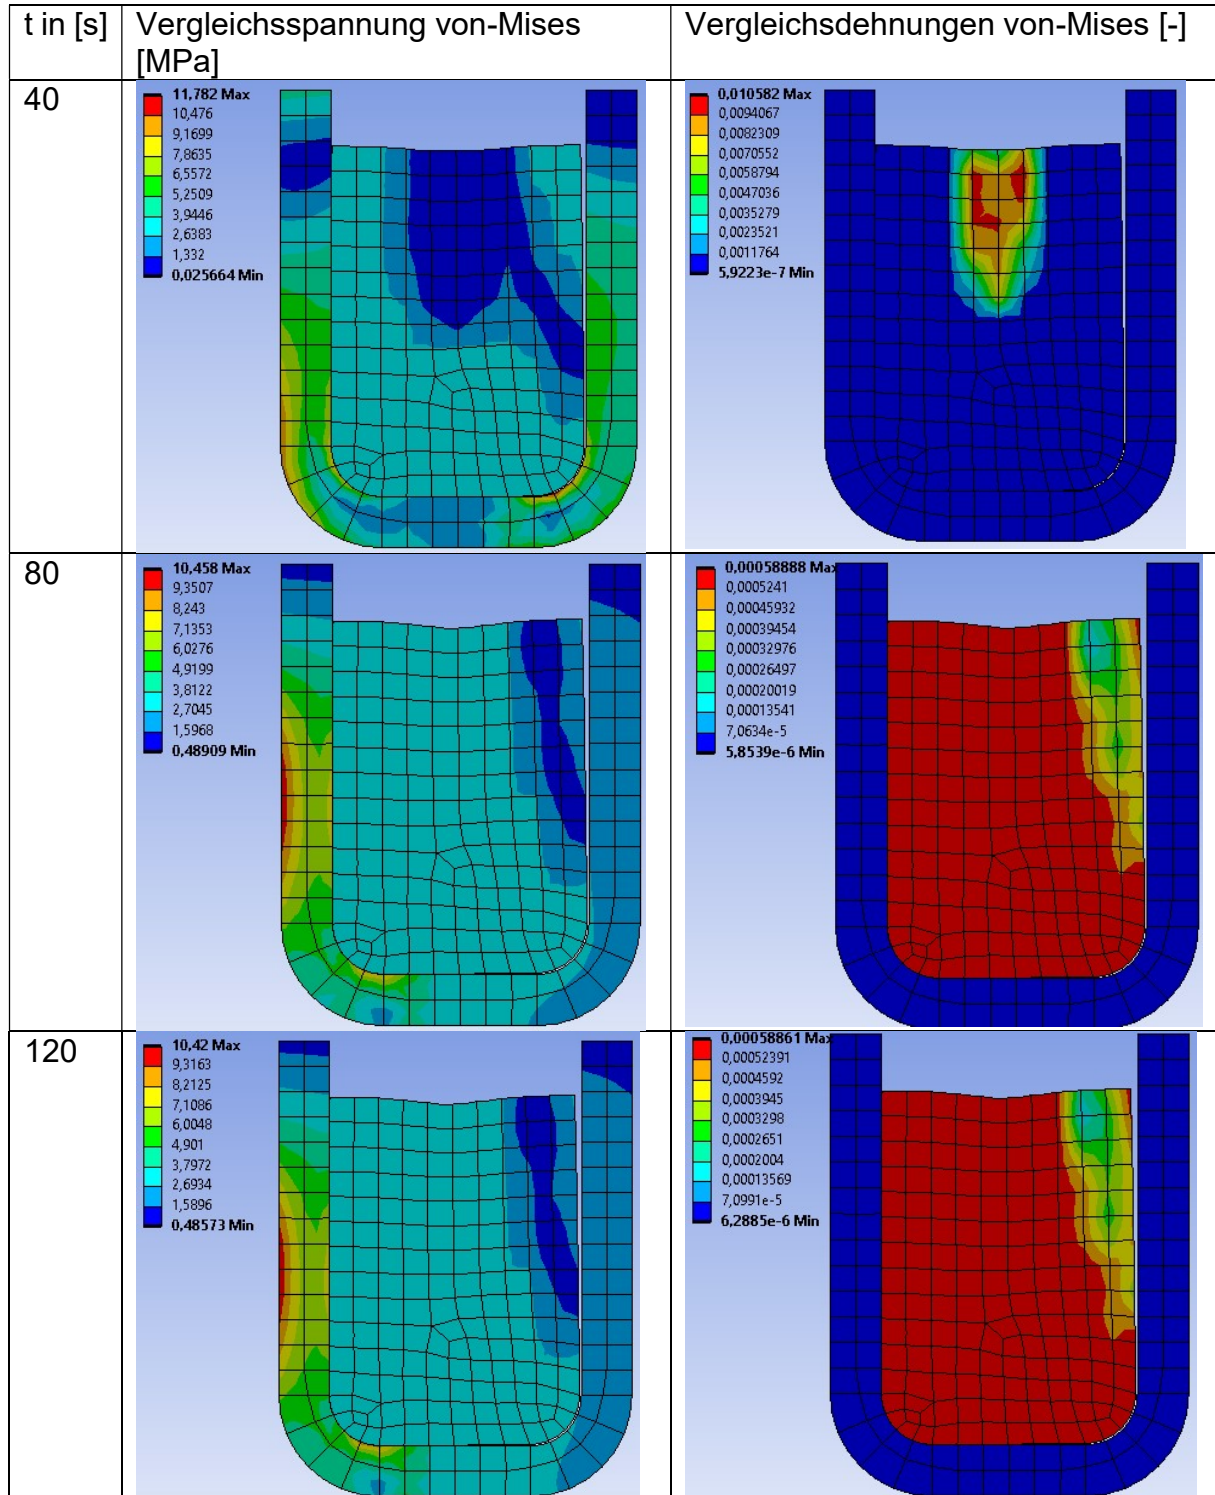 t in [s]
Vergleichsspannung von-Mises
[MPa]
Vergleichsdehnungen von-Mises [-]
40
11,782 Max
10,476
9,1699
7,8635
6,5572
5,2509
3,9446
2,6383
1,332
0,025664 Min
0,010582 Max
0,0094067
0,0082309
0,0070552
0,0058794
0,0047036
0,0035279
0,0023521
0,0011764
5,9223e-7 Min
80
10,458 Max
9,3507
8,243
7,1353
6,0276
4,9199
3,8122
2,7045
1,5968
0,48909 Min
0,00058888 Max
0,0005241
0,00045932
0,00039454
0,00032976
0,00026497
0,00020019
0,00013541
7,0634e-5
5,8539e-6 Min
120
10,42 Max
9,3163
8,2125
7,1086
6,0048
4,901
3,7972
2,6934
1,5896
0,48573 Min
0,00058861 Max
0,00052391
0,0004592
0,0003945
0,0003298
0,0002651
0,0002004
0,00013569
7,0991e-5
6,2885e-6 Min